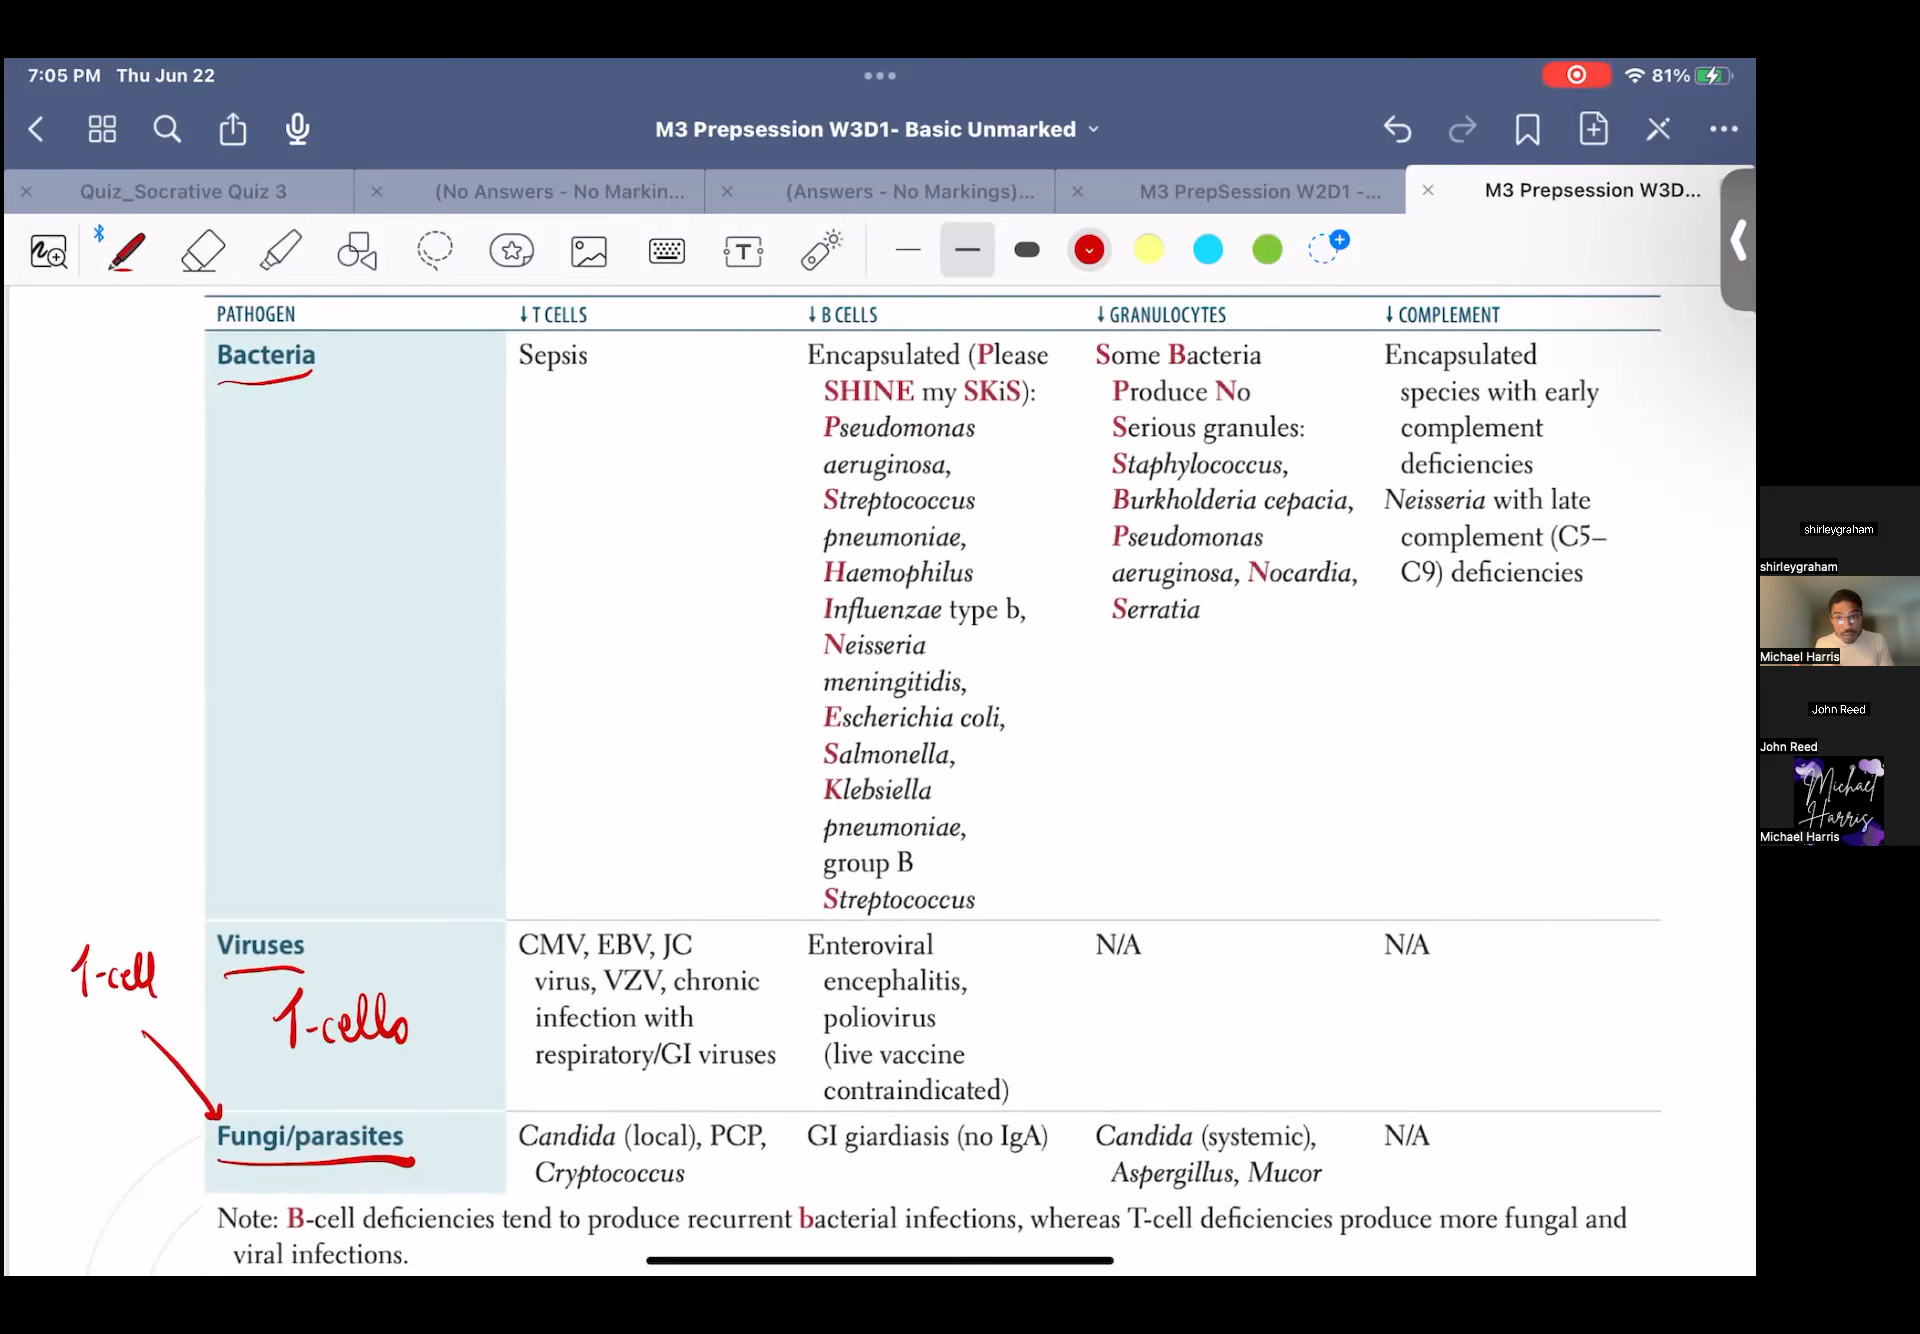 7:05 PM Thu Jun 22
81%
M3 Prepsession W3D1- Basic Unmarked
Quiz_Socrative Quiz 3
(No Answers - No Markin...
(Answers - No Markings)...
M3 PrepSession W2D1 -...
M3 Prepsession W3D...
PATHOGEN
↓ T CELLS
↓ B CELLS
↓ GRANULOCYTES
↓ COMPLEMENT
Bacteria
Sepsis
Encapsulated (Please
SHINE my SKiS):
Pseudomonas
aeruginosa,
Streptococcus
pneumoniae,
Haemophilus
Influenzae type b,
Neisseria
meningitidis,
Escherichia coli,
Salmonella,
Klebsiella
pneumoniae,
group B
Streptococcus
Some Bacteria
Produce No
Serious granules:
Staphylococcus,
Burkholderia cepacia,
Pseudomonas
aeruginosa, Nocardia,
Serratia
Encapsulated
species with early
complement
deficiencies
Neisseria with late
complement (C5–
C9) deficiencies
Viruses
T-cells
CMV, EBV, JC
virus, VZV, chronic
infection with
respiratory/GI viruses
Enteroviral
encephalitis,
poliovirus
(live vaccine
contraindicated)
N/A
N/A
T-cell
Fungi/parasites
Candida (local), PCP,
Cryptococcus
GI giardiasis (no IgA)
Candida (systemic),
Aspergillus, Mucor
N/A
Note: B-cell deficiencies tend to produce recurrent bacterial infections, whereas T-cell deficiencies produce more fungal and
viral infections.
shirleygraham
shirleygraham
Michael Harris
John Reed
John Reed
Michael
Harris
Michael Harris